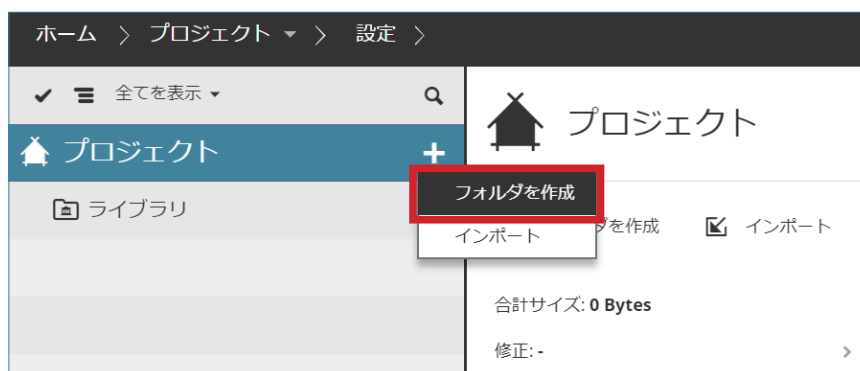 ホーム 〉 プロジェクト ▾ 〉 設定 〉
全てを表示 ▾
プロジェクト +
ライブラリ
フォルダを作成
インポート
プロジェクト
ダを作成 インポート
合計サイズ: 0 Bytes
修正: -